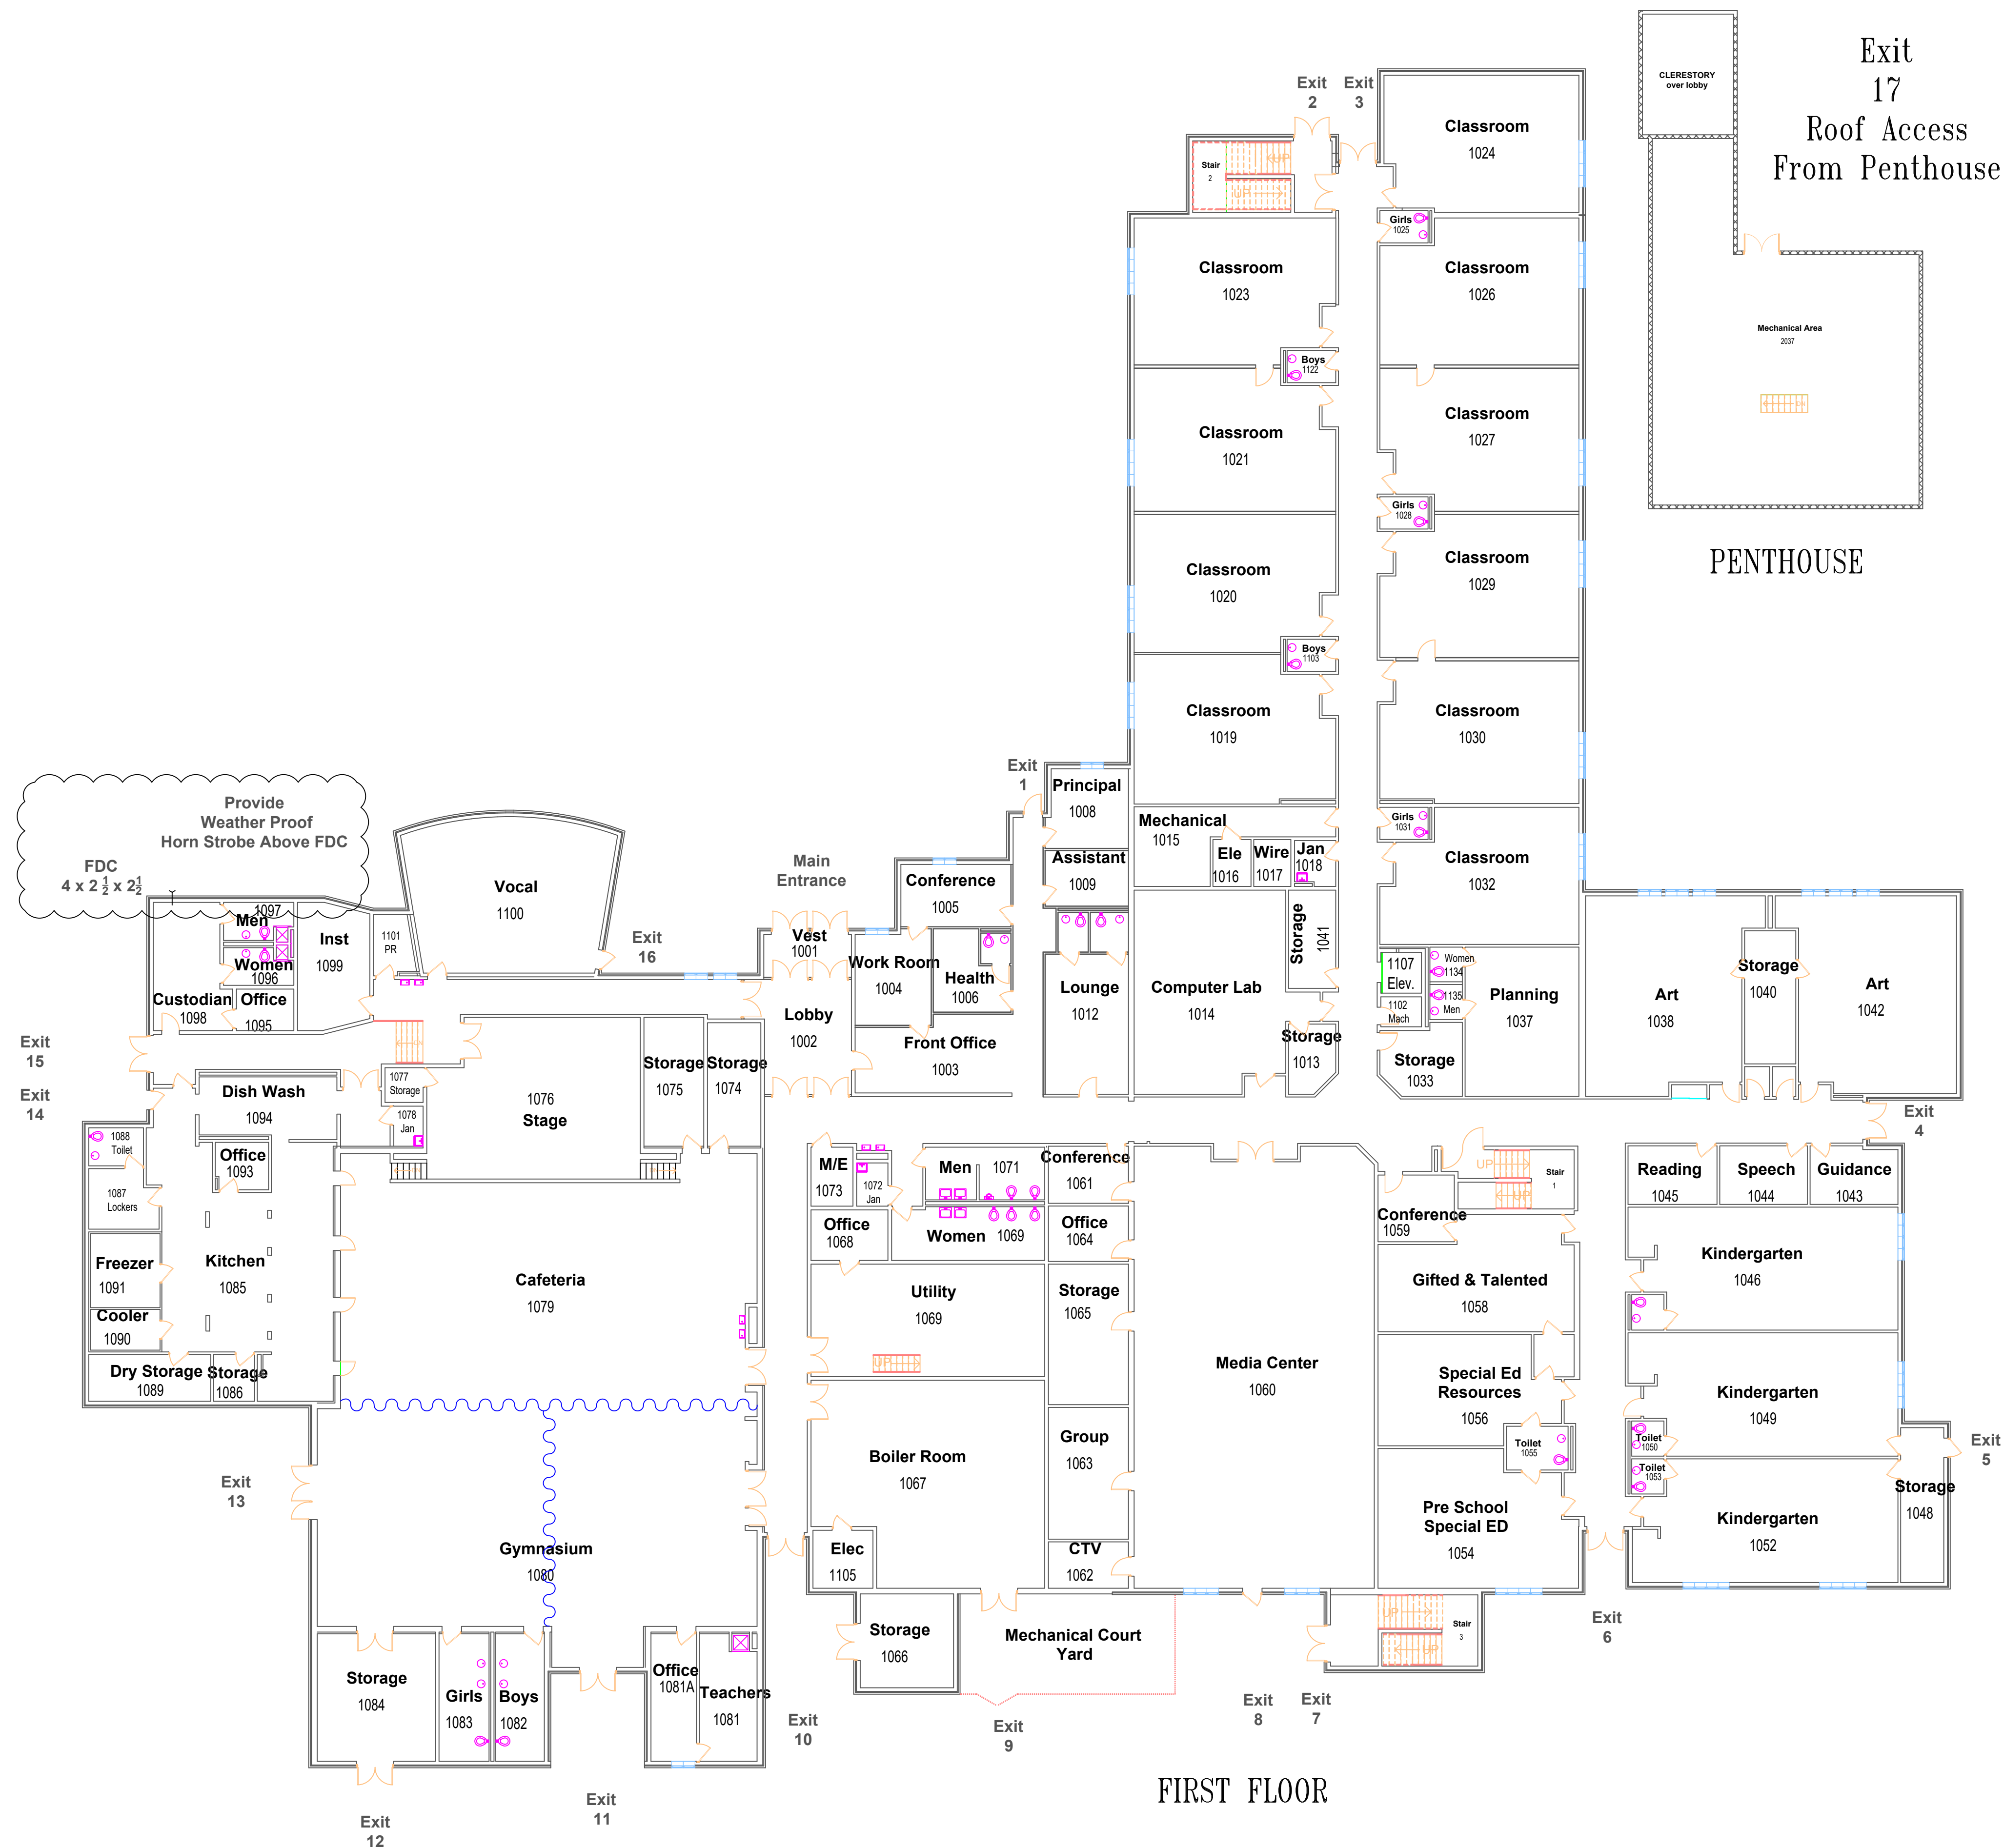 CLERESTORY
over lobby
Exit
17
Roof Access
From Penthouse
Mechanical Area
2037
PENTHOUSE
Exit
2
Exit
3
Stair
2
UP
UP
Classroom
1024
Girls
1025
Classroom
1023
Classroom
1026
Boys
1122
Classroom
1021
Classroom
1027
Girls
1028
Classroom
1020
Classroom
1029
Boys
1103
Classroom
1019
Classroom
1030
Girls
1031
Classroom
1032
Exit
1
Principal
1008
Assistant
1009
Mechanical
1015
Ele
1016
Wire
1017
Jan
1018
Provide
Weather Proof
Horn Strobe Above FDC
FDC
4 x 2 1/2 x 2 1/2
Main
Entrance
Vocal
1100
Conference
1005
1097
Men
Women
1096
Inst
1099
1101
PR
Custodian
1098
Office
1095
Exit
16
Vest
1001
Work Room
1004
Health
1006
Lobby
1002
Front Office
1003
Lounge
1012
Computer Lab
1014
Storage
1041
Storage
1013
1107
Elev.
1102
Mach
Women
1134
1135
Men
Storage
1033
Planning
1037
Art
1038
Storage
1040
Art
1042
Exit
15
Exit
14
Dish Wash
1094
1077
Storage
1078
Jan
1076
Stage
Storage
1075
Storage
1074
Exit
4
1088
Toilet
Office
1093
1087
Lockers
Freezer
1091
Cooler
1090
Kitchen
1085
Dry Storage
1089
Storage
1086
Cafeteria
1079
M/E
1073
1072
Jan
Men
1071
Conference
1061
Office
1068
Women
1069
Office
1064
Utility
1069
UP
Storage
1065
Media Center
1060
Conference
1059
UP
UP
Stair
1
Gifted & Talented
1058
Special Ed
Resources
1056
Toilet
1055
Pre School
Special ED
1054
Reading
1045
Speech
1044
Guidance
1043
Kindergarten
1046
Kindergarten
1049
Toilet
1050
Toilet
1053
Kindergarten
1052
Storage
1048
Exit
5
Exit
13
Gymnasium
1080
Boiler Room
1067
Group
1063
Elec
1105
CTV
1062
Storage
1066
Mechanical Court
Yard
UP
UP
Stair
3
Exit
6
Storage
1084
Girls
1083
Boys
1082
Office
1081A
Teachers
1081
Exit
10
Exit
9
Exit
8
Exit
7
Exit
11
Exit
12
FIRST FLOOR